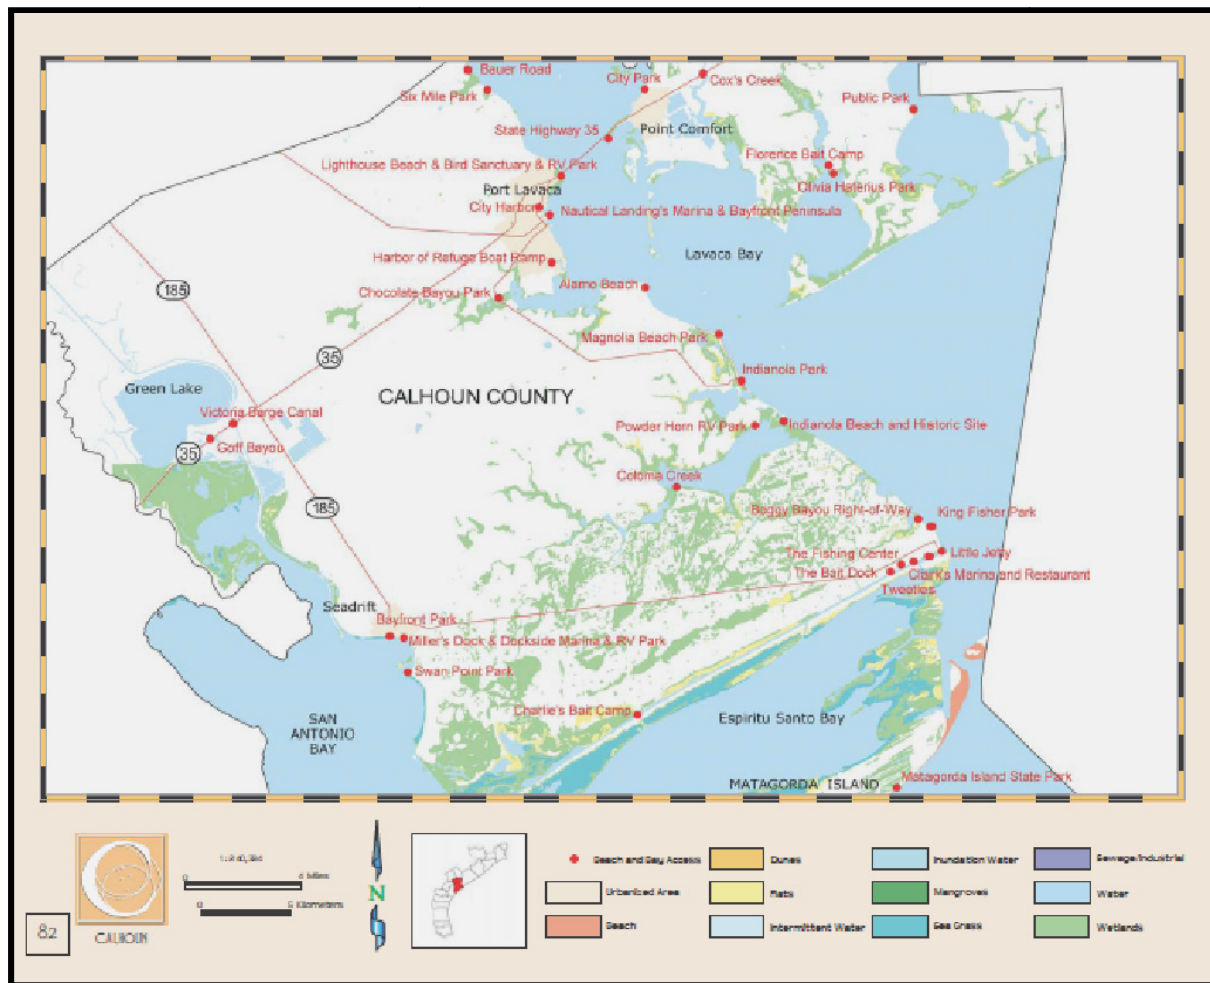 Bauer Road
City Park
Cox's Creek
Six Mile Park
Public Park
State Highway 35
Point Comfort
Lighthouse Beach & Bird Sanctuary & RV Park
Florence Bait Camp
Port Lavaca
Olivia Haterius Park
City Harbor
Nautical Landing's Marina & Bayfront Peninsula
Harbor of Refuge Boat Ramp
Lavaca Bay
185
Chocolate Bayou Park
Alamo Beach
Magnolia Beach Park
35
Indianola Park
Green Lake
CALHOUN COUNTY
Victoria Barge Canal
Powder Horn RV Park
Indianola Beach and Historic Site
Goff Bayou
35
Coloma Creek
185
Boggy Bayou Right-of-Way
King Fisher Park
The Fishing Center
Little Jetty
The Bait Dock
Clark's Marina and Restaurant
Tweeties
Seadrift
Bayfront Park
Miller's Dock & Dockside Marina & RV Park
Swan Point Park
Charlie's Bait Camp
Espiritu Santo Bay
SAN
ANTONIO
BAY
MATAGORDA ISLAND
Matagorda Island State Park
0
6 Miles
0
5 Kilometers
N
82
CALHOUN
Beach and Bay Access
Urbanized Area
Beach
Dunes
Flats
Intermittent Water
Inundation Water
Mangroves
Sea Grass
Sewage/Industrial
Water
Wetlands